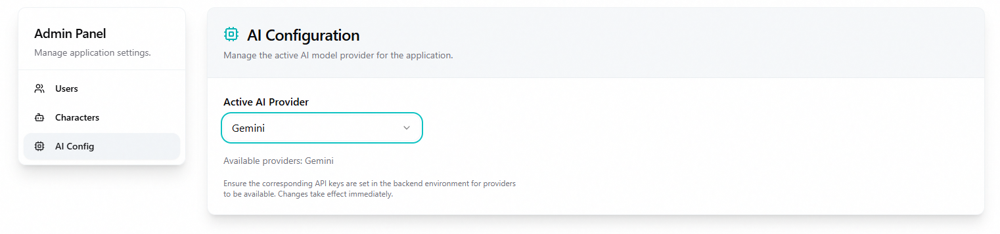 Admin Panel
Manage application settings.
Users
Characters
AI Config
AI Configuration
Manage the active AI model provider for the application.
Active AI Provider
Gemini
Available providers: Gemini
Ensure the corresponding API keys are set in the backend environment for providers
to be available. Changes take effect immediately.